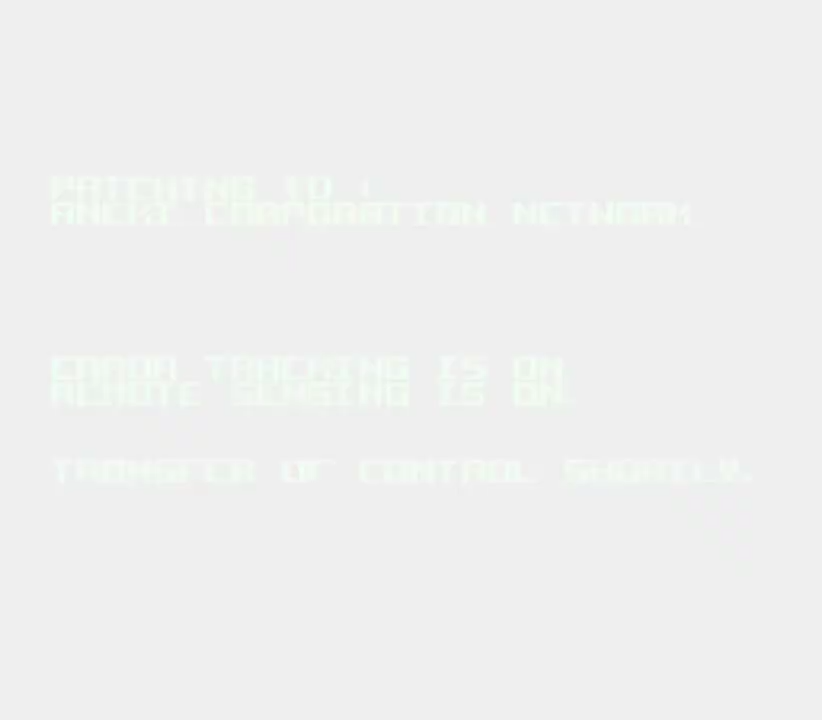 PATCHING TO :
CORPORATION NETWORK.
ERROR TRACKING IS ON
REMOTE SENSING IS ON.
TRANSFER OF CONTROL SHORTLY.